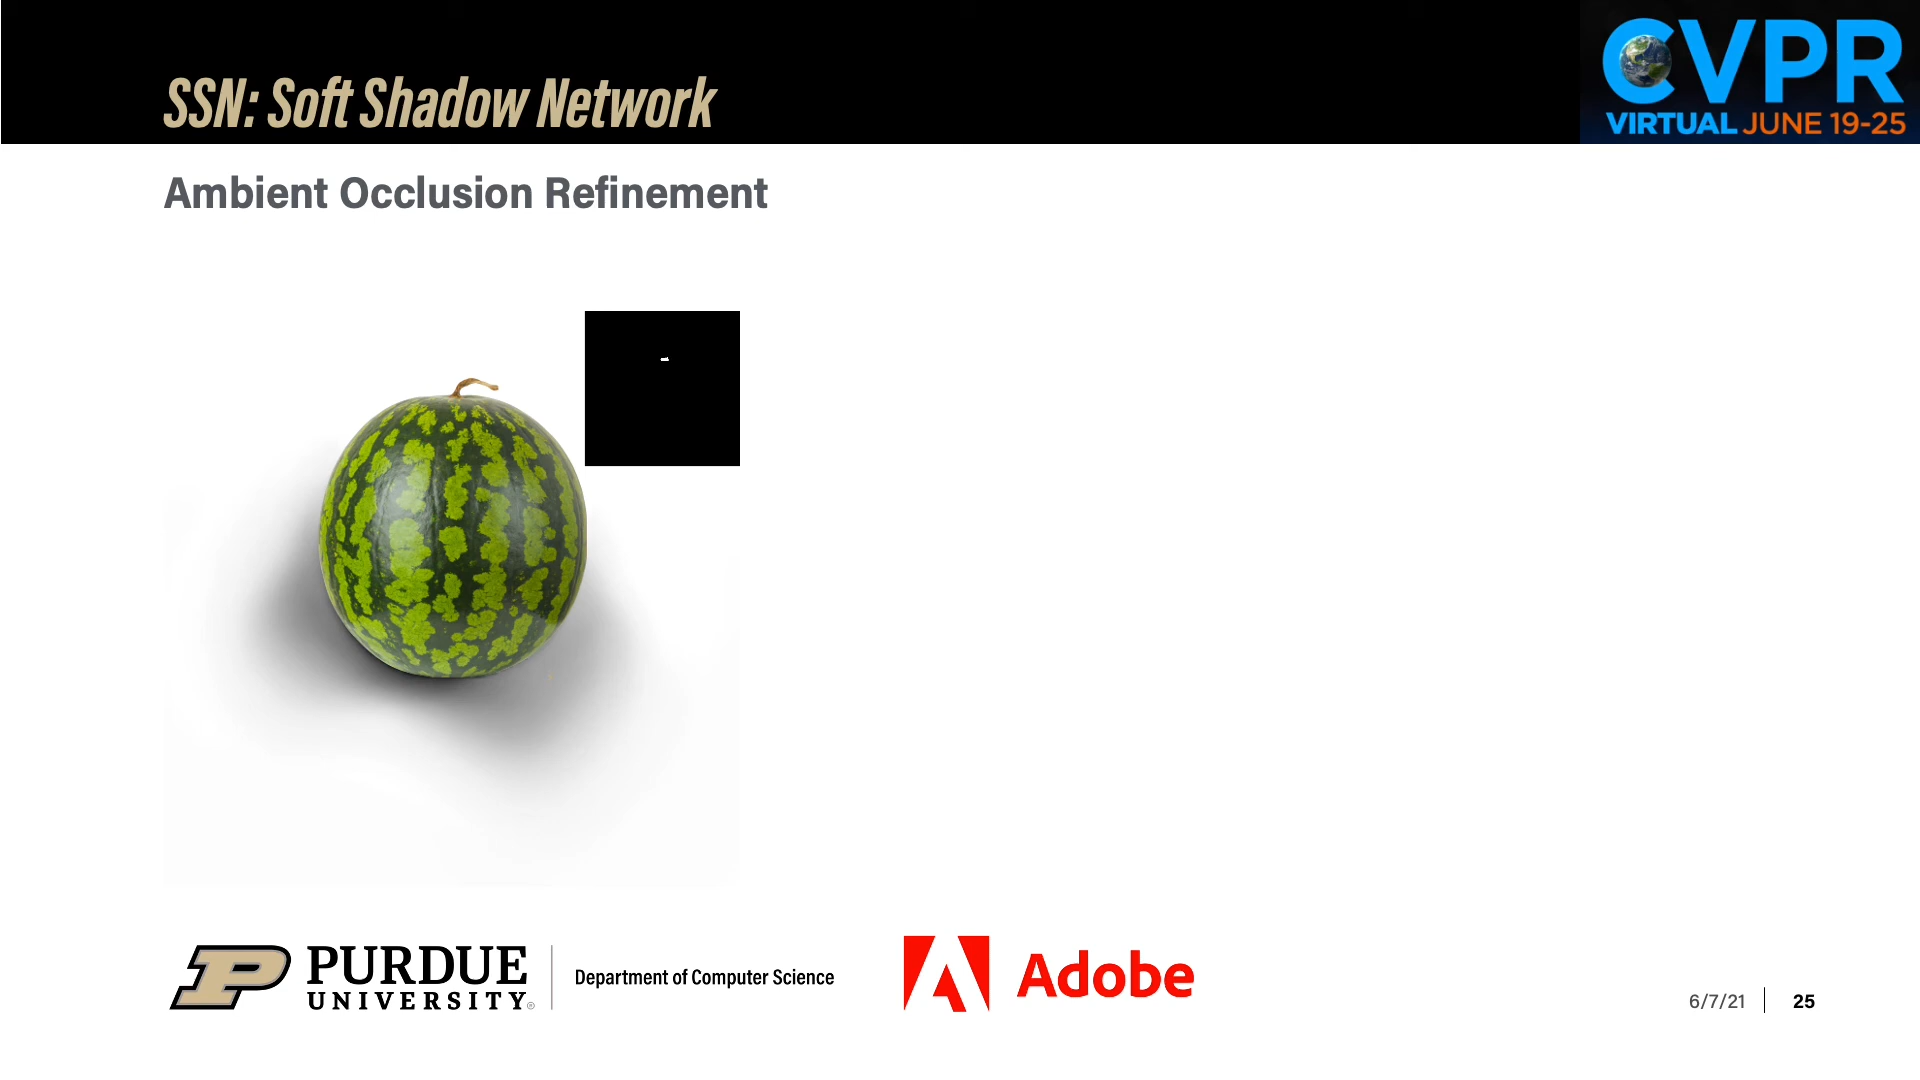 SSN: Soft Shadow Network
CVPR
VIRTUAL JUNE 19-25
Ambient Occlusion Refinement
PURDUE
UNIVERSITY®
Department of Computer Science
Adobe
6/7/21
25